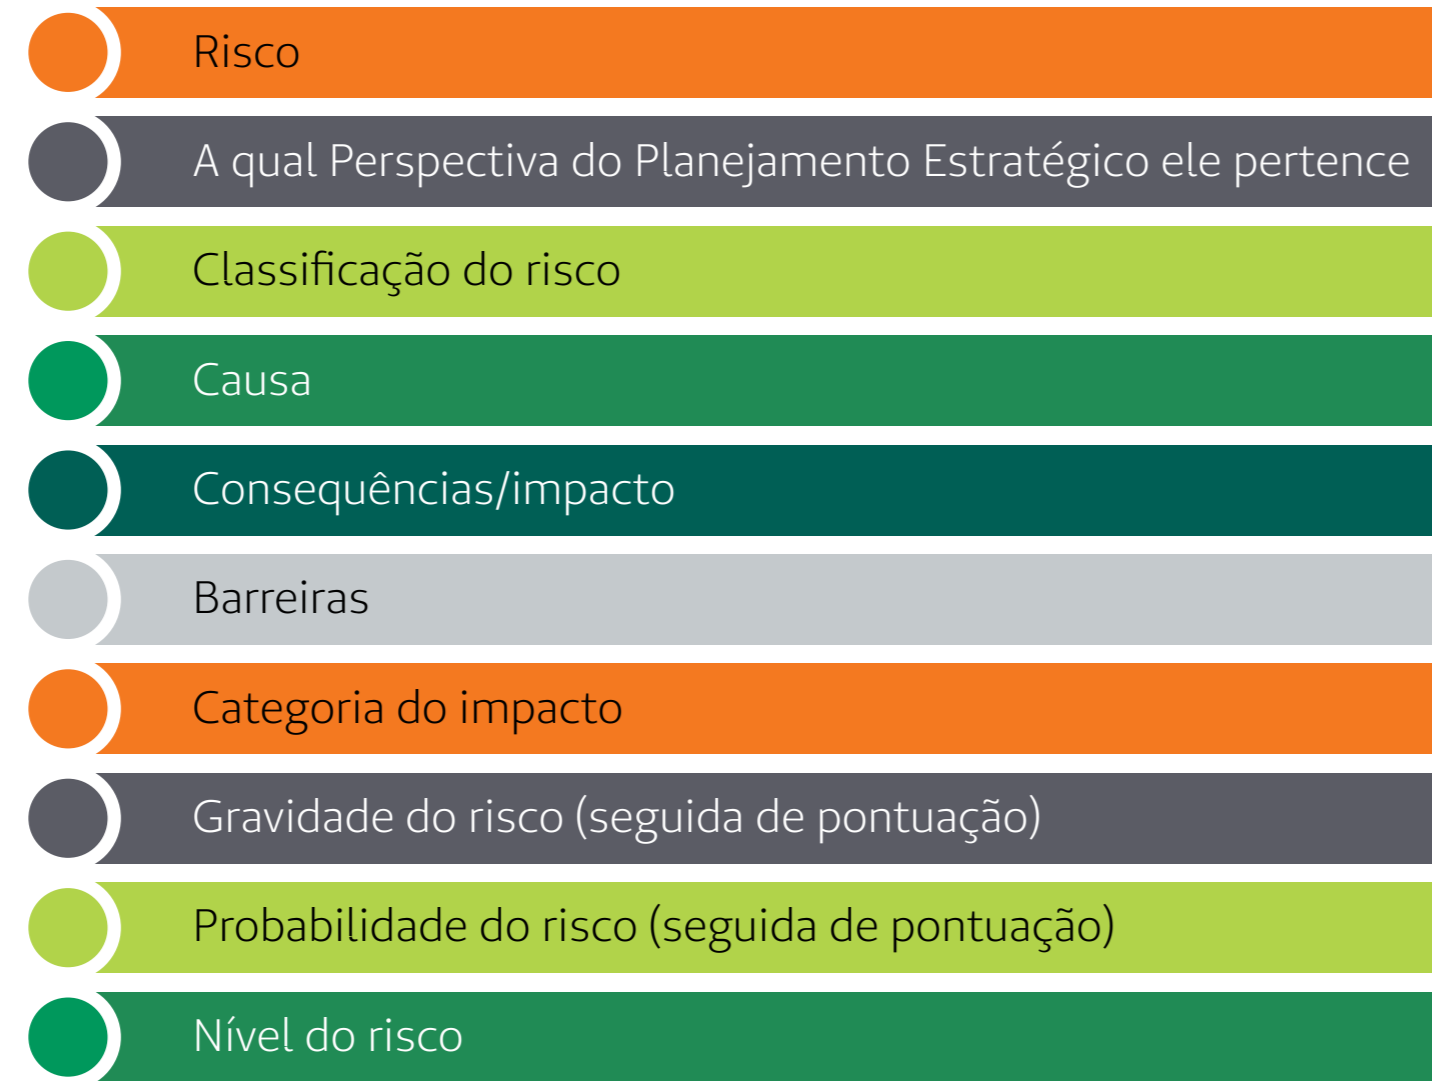 Risco
A qual Perspectiva do Planejamento Estratégico ele pertence
Classificação do risco
Causa
Consequências/impacto
Barreiras
Categoria do impacto
Gravidade do risco (seguida de pontuação)
Probabilidade do risco (seguida de pontuação)
Nível do risco